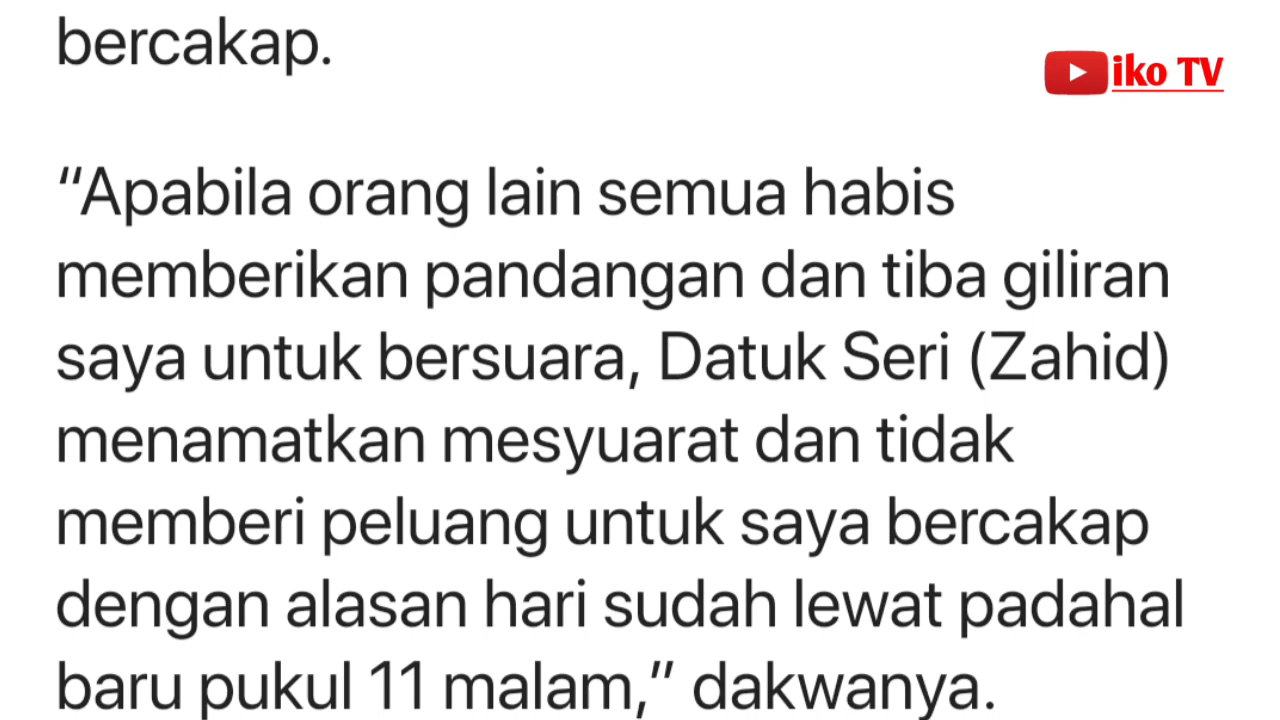 bercakap.
iko TV
“Apabila orang lain semua habis
memberikan pandangan dan tiba giliran
saya untuk bersuara, Datuk Seri (Zahid)
menamatkan mesyuarat dan tidak
memberi peluang untuk saya bercakap
dengan alasan hari sudah lewat padahal
baru pukul 11 malam,” dakwanya.